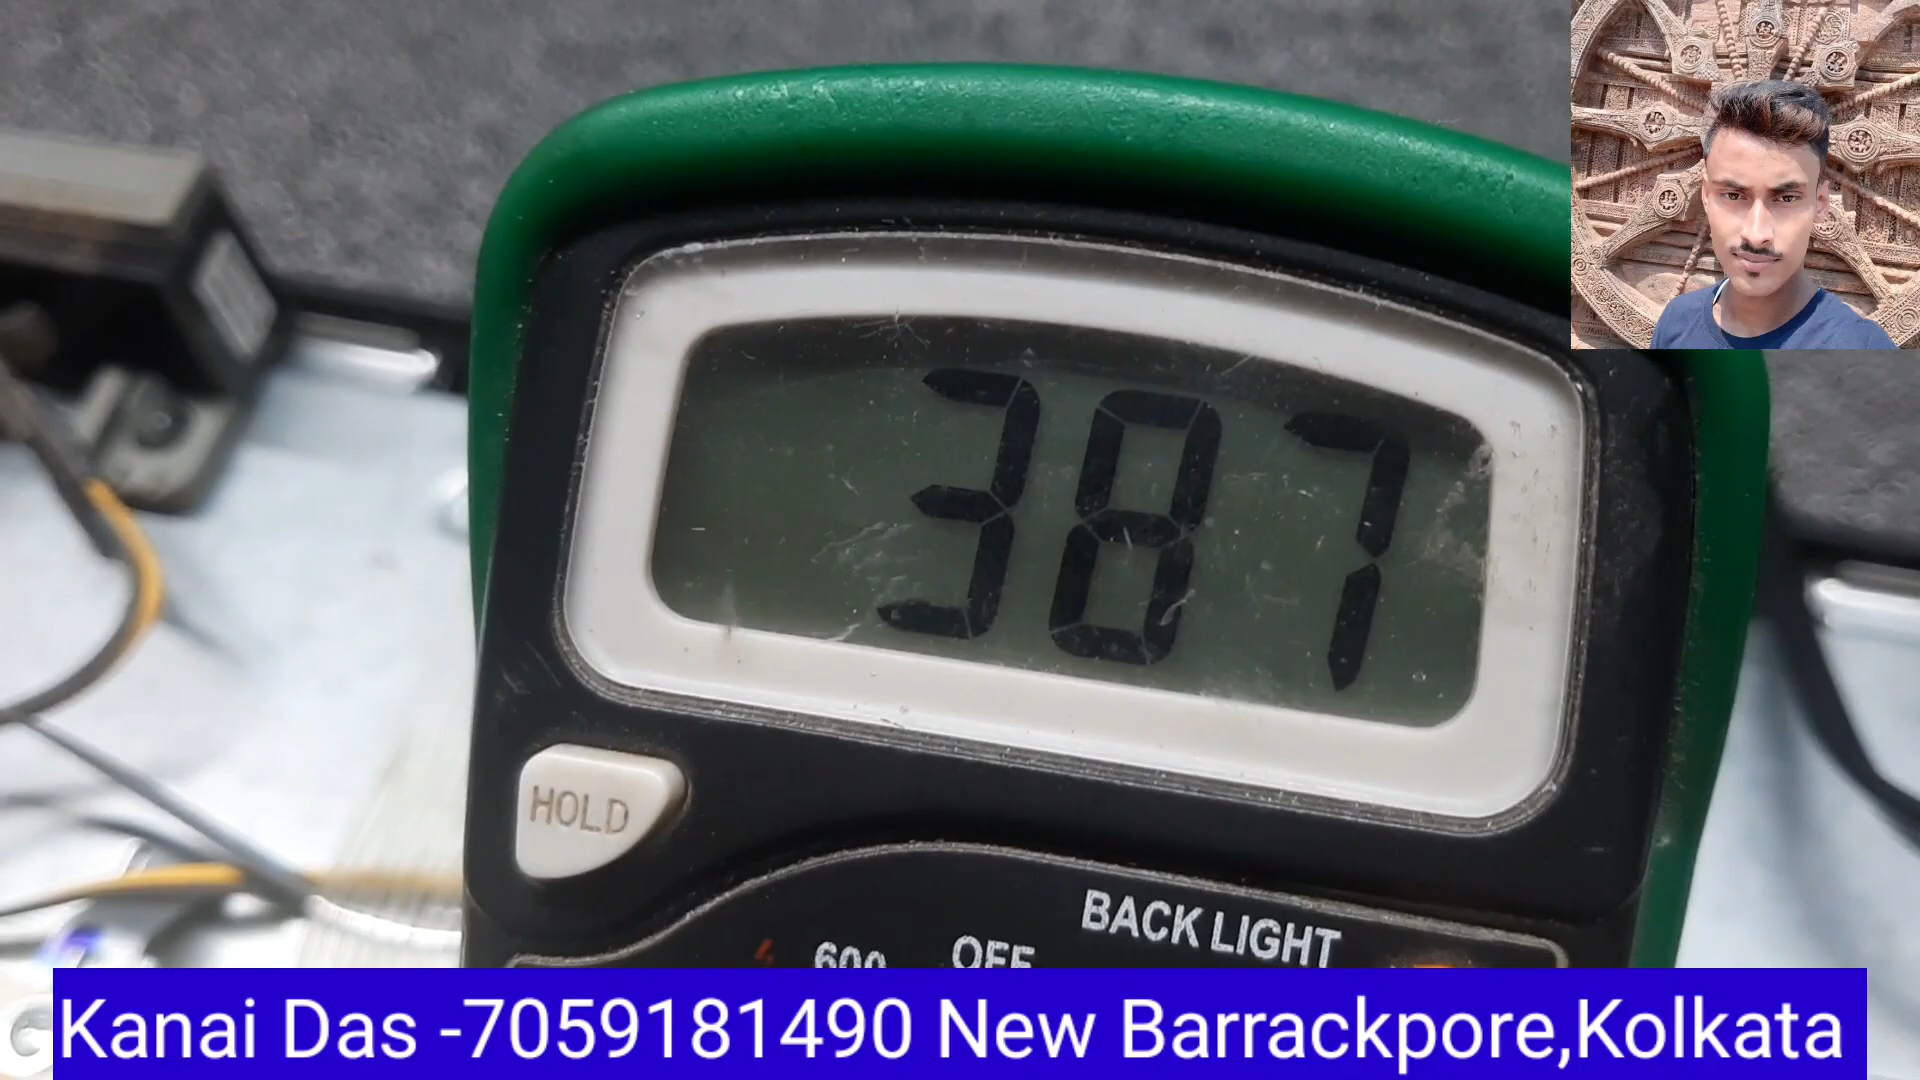 387
HOLD
BACK LIGHT
600 OFF
Kanai Das -7059181490 New Barrackpore,Kolkata